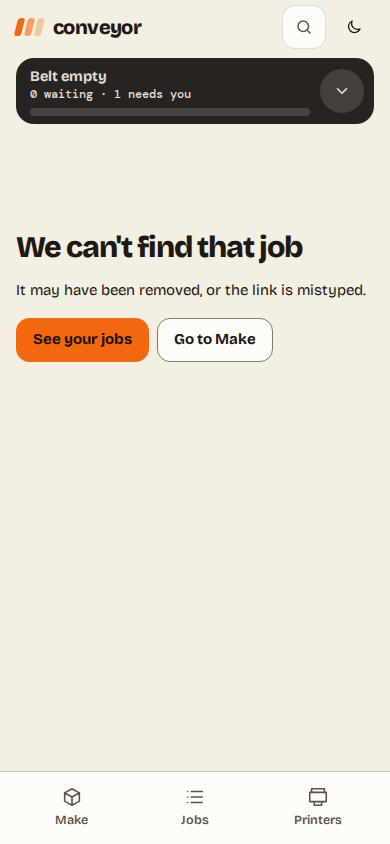 conveyor
Belt empty
0 waiting · 1 needs you
We can't find that job
It may have been removed, or the link is mistyped.
See your jobs
Go to Make
Make
Jobs
Printers